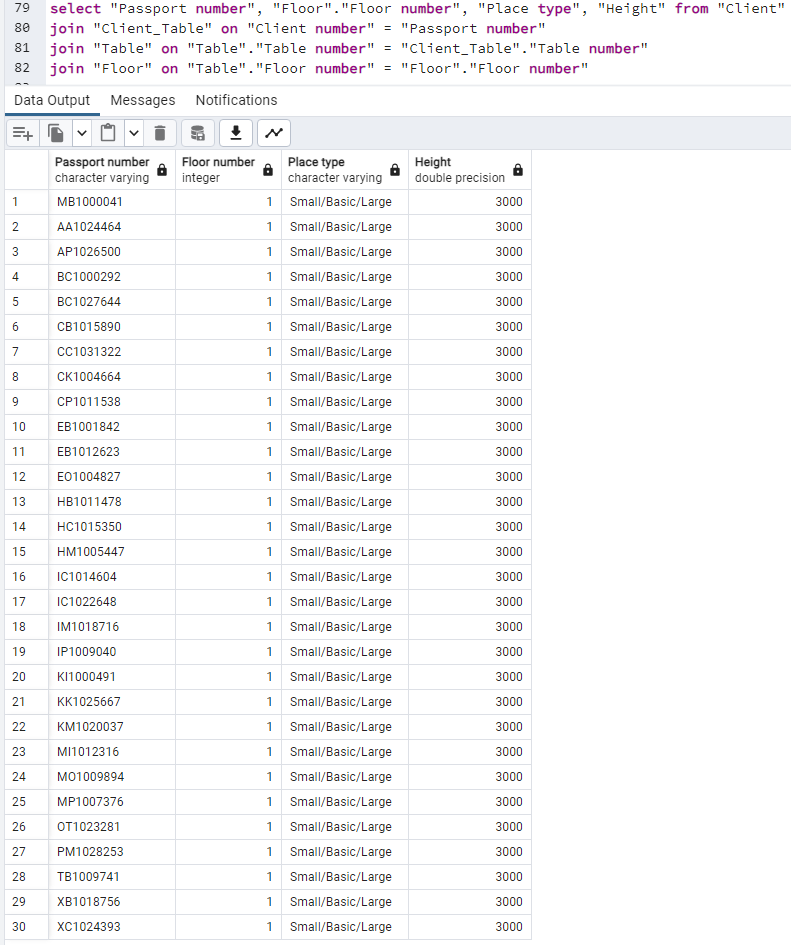 79 select "Passport number", "Floor"."Floor number", "Place type", "Height" from "Client"
80 join "Client_Table" on "Client number" = "Passport number"
81 join "Table" on "Table"."Table number" = "Client_Table"."Table number"
82 join "Floor" on "Table"."Floor number" = "Floor"."Floor number"
Data Output Messages Notifications
Passport number Floor number Place type Height
character varying integer character varying double precision
1 MB1000041 1 Small/Basic/Large 3000
2 AA1024464 1 Small/Basic/Large 3000
3 AP1026500 1 Small/Basic/Large 3000
4 BC1000292 1 Small/Basic/Large 3000
5 BC1027644 1 Small/Basic/Large 3000
6 CB1015890 1 Small/Basic/Large 3000
7 CC1031322 1 Small/Basic/Large 3000
8 CK1004664 1 Small/Basic/Large 3000
9 CP1011538 1 Small/Basic/Large 3000
10 EB1001842 1 Small/Basic/Large 3000
11 EB1012623 1 Small/Basic/Large 3000
12 EO1004827 1 Small/Basic/Large 3000
13 HB1011478 1 Small/Basic/Large 3000
14 HC1015350 1 Small/Basic/Large 3000
15 HM1005447 1 Small/Basic/Large 3000
16 IC1014604 1 Small/Basic/Large 3000
17 IC1022648 1 Small/Basic/Large 3000
18 IM1018716 1 Small/Basic/Large 3000
19 IP1009040 1 Small/Basic/Large 3000
20 KI1000491 1 Small/Basic/Large 3000
21 KK1025667 1 Small/Basic/Large 3000
22 KM1020037 1 Small/Basic/Large 3000
23 MI1012316 1 Small/Basic/Large 3000
24 MO1009894 1 Small/Basic/Large 3000
25 MP1007376 1 Small/Basic/Large 3000
26 OT1023281 1 Small/Basic/Large 3000
27 PM1028253 1 Small/Basic/Large 3000
28 TB1009741 1 Small/Basic/Large 3000
29 XB1018756 1 Small/Basic/Large 3000
30 XC1024393 1 Small/Basic/Large 3000